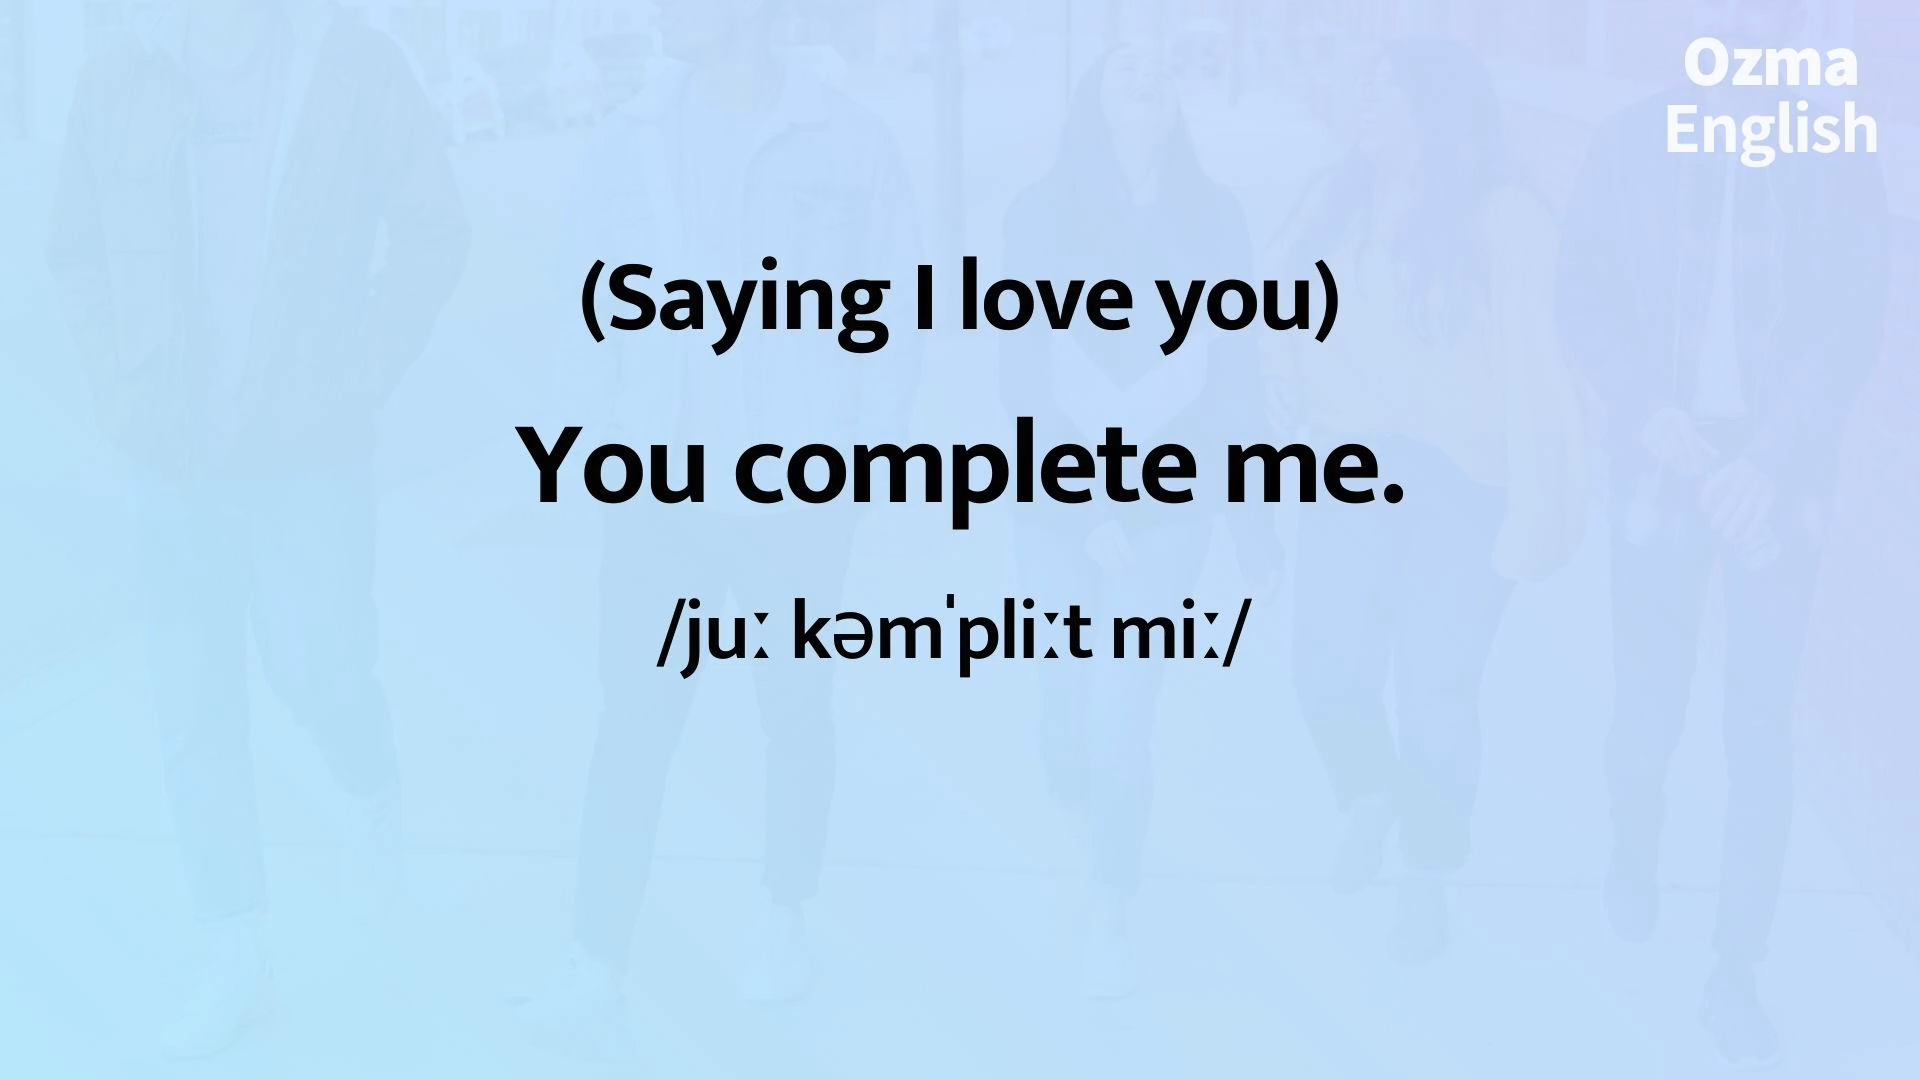 Ozma
English
(Saying I love you)
You complete me.
/juː kəmˈpliːt miː/